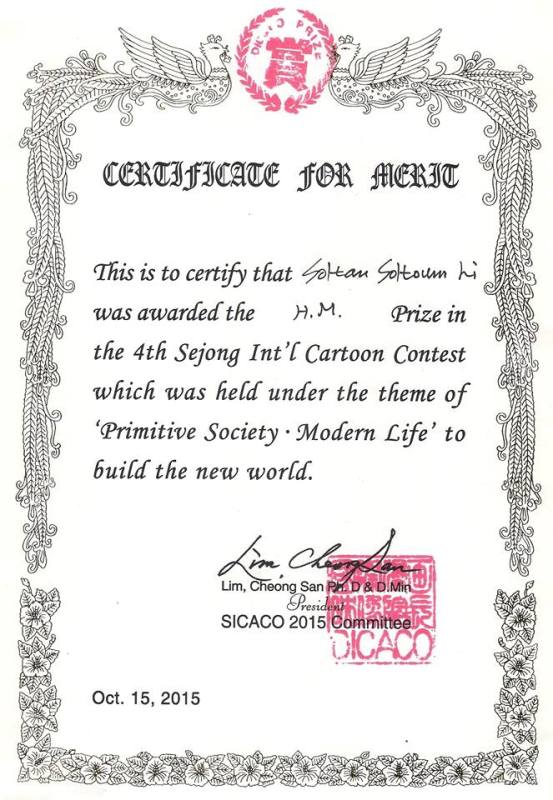 PRIZE
賞
CERTIFICATE FOR MERIT
This is to certify that Soltan Soltoum Li
was awarded the H.M. Prize in
the 4th Sejong Int'l Cartoon Contest
which was held under the theme of
'Primitive Society · Modern Life' to
build the new world.
Lim, Cheong San
Lim, Cheong San Ph. D & D.Min
President
SICACO 2015 Committee
SICACO
Oct. 15, 2015